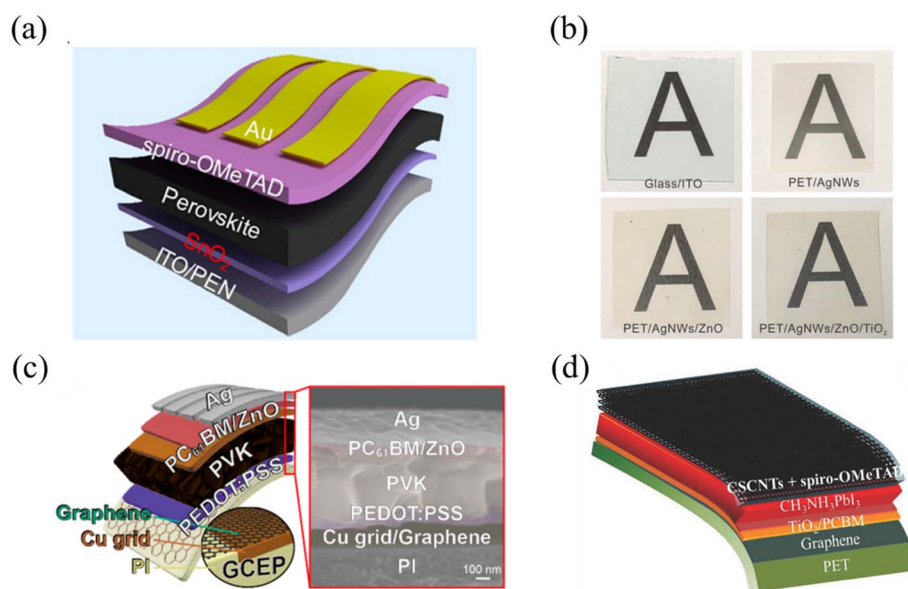 (a)
Au
spiro-OMeTAD
Perovskite
SnO₂
ITO/PEN
(b)
A
Glass/ITO
A
PET/AgNWs
A
PET/AgNWs/ZnO
A
PET/AgNWs/ZnO/TiO₂
(c)
Ag
PC₆₁BM/ZnO
PVK
PEDOT:PSS
Graphene
Cu grid
PI
GCEP
Ag
PC₆₁BM/ZnO
PVK
PEDOT:PSS
Cu grid/Graphene
PI
100 nm
(d)
CSCNTs + spiro-OMeTAD
CH₃NH₃PbI₃
TiO₂/PCBM
Graphene
PET